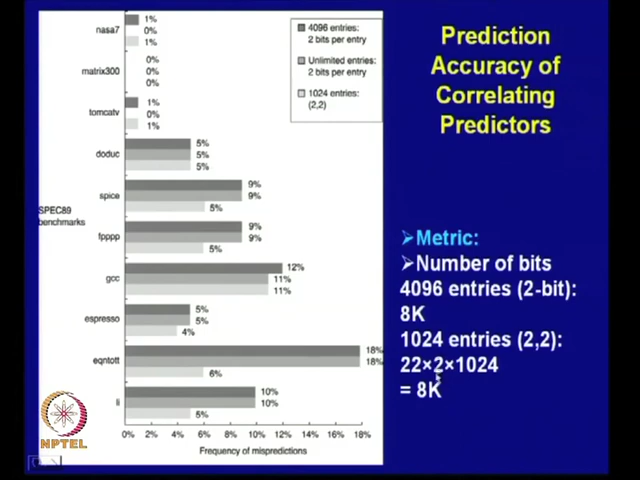 Prediction
Accuracy of
Correlating
Predictors
4096 entries:
2 bits per entry
Unlimited entries:
2 bits per entry
1024 entries
(2,2)
nasa7
1%
0%
1%
matrix300
0%
0%
0%
tomcatv
1%
0%
1%
doduc
5%
5%
5%
SPEC89
benchmarks
spice
9%
9%
5%
fpppp
9%
9%
5%
gcc
12%
11%
11%
espresso
5%
5%
4%
eqntott
18%
18%
6%
li
10%
10%
5%
0% 2% 4% 6% 8% 10% 12% 14% 16% 18%
Frequency of mispredictions
Metric:
Number of bits
4096 entries (2-bit):
8K
1024 entries (2,2):
22×2×1024
= 8K
NPTEL